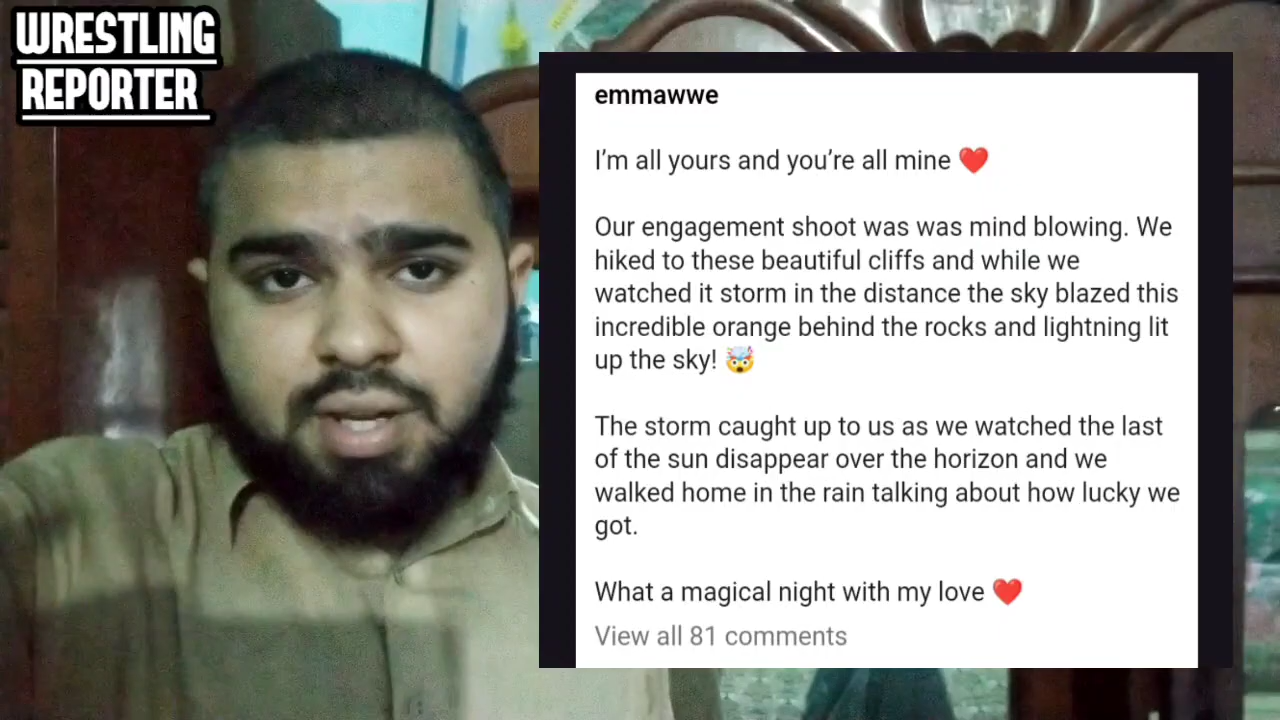 WRESTLING
REPORTER
emmawwe
I’m all yours and you’re all mine ❤️
Our engagement shoot was was mind blowing. We
hiked to these beautiful cliffs and while we
watched it storm in the distance the sky blazed this
incredible orange behind the rocks and lightning lit
up the sky! 🤯
The storm caught up to us as we watched the last
of the sun disappear over the horizon and we
walked home in the rain talking about how lucky we
got.
What a magical night with my love ❤️
View all 81 comments